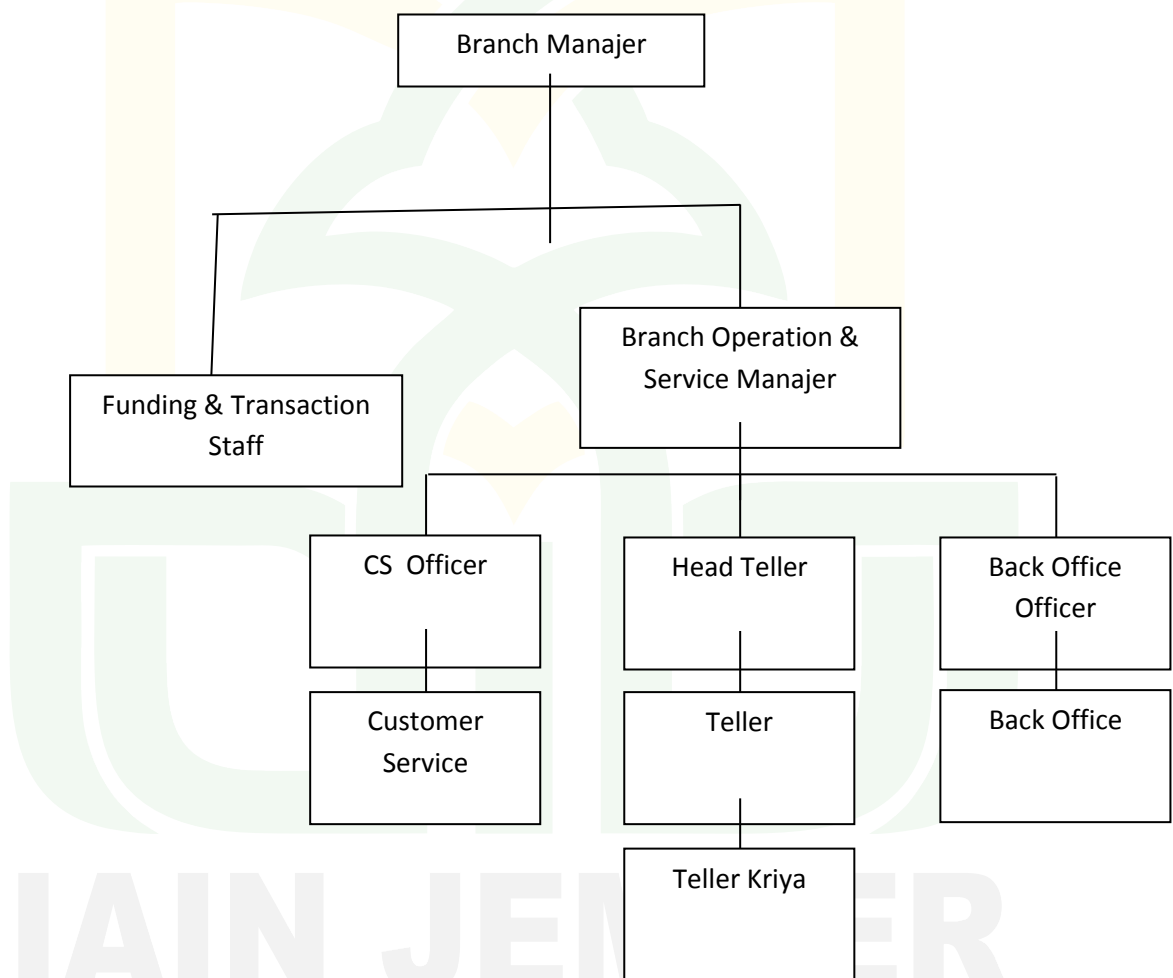 Branch Manajer
Branch Operation &
Service Manajer
Funding & Transaction
Staff
CS Officer
Head Teller
Back Office
Officer
Customer
Service
Teller
Back Office
Teller Kriya
IAIN JEMBER